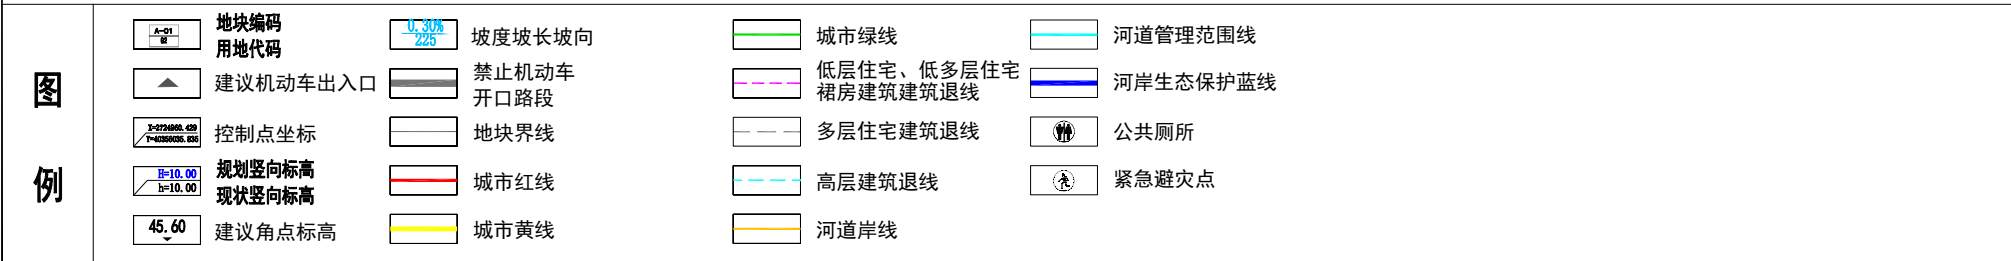 图例
A-01
G2
地块编码
用地代码
建议机动车出入口
X=2724960.429
Y=40355035.835
控制点坐标
H=10.00
h=10.00
规划竖向标高
现状竖向标高
45.60
建议角点标高
0.30%
225
坡度坡长坡向
禁止机动车
开口路段
地块界线
城市红线
城市黄线
城市绿线
低层住宅、低多层住宅
裙房建筑建筑退线
多层住宅建筑退线
高层建筑退线
河道岸线
河道管理范围线
河岸生态保护蓝线
公共厕所
紧急避灾点